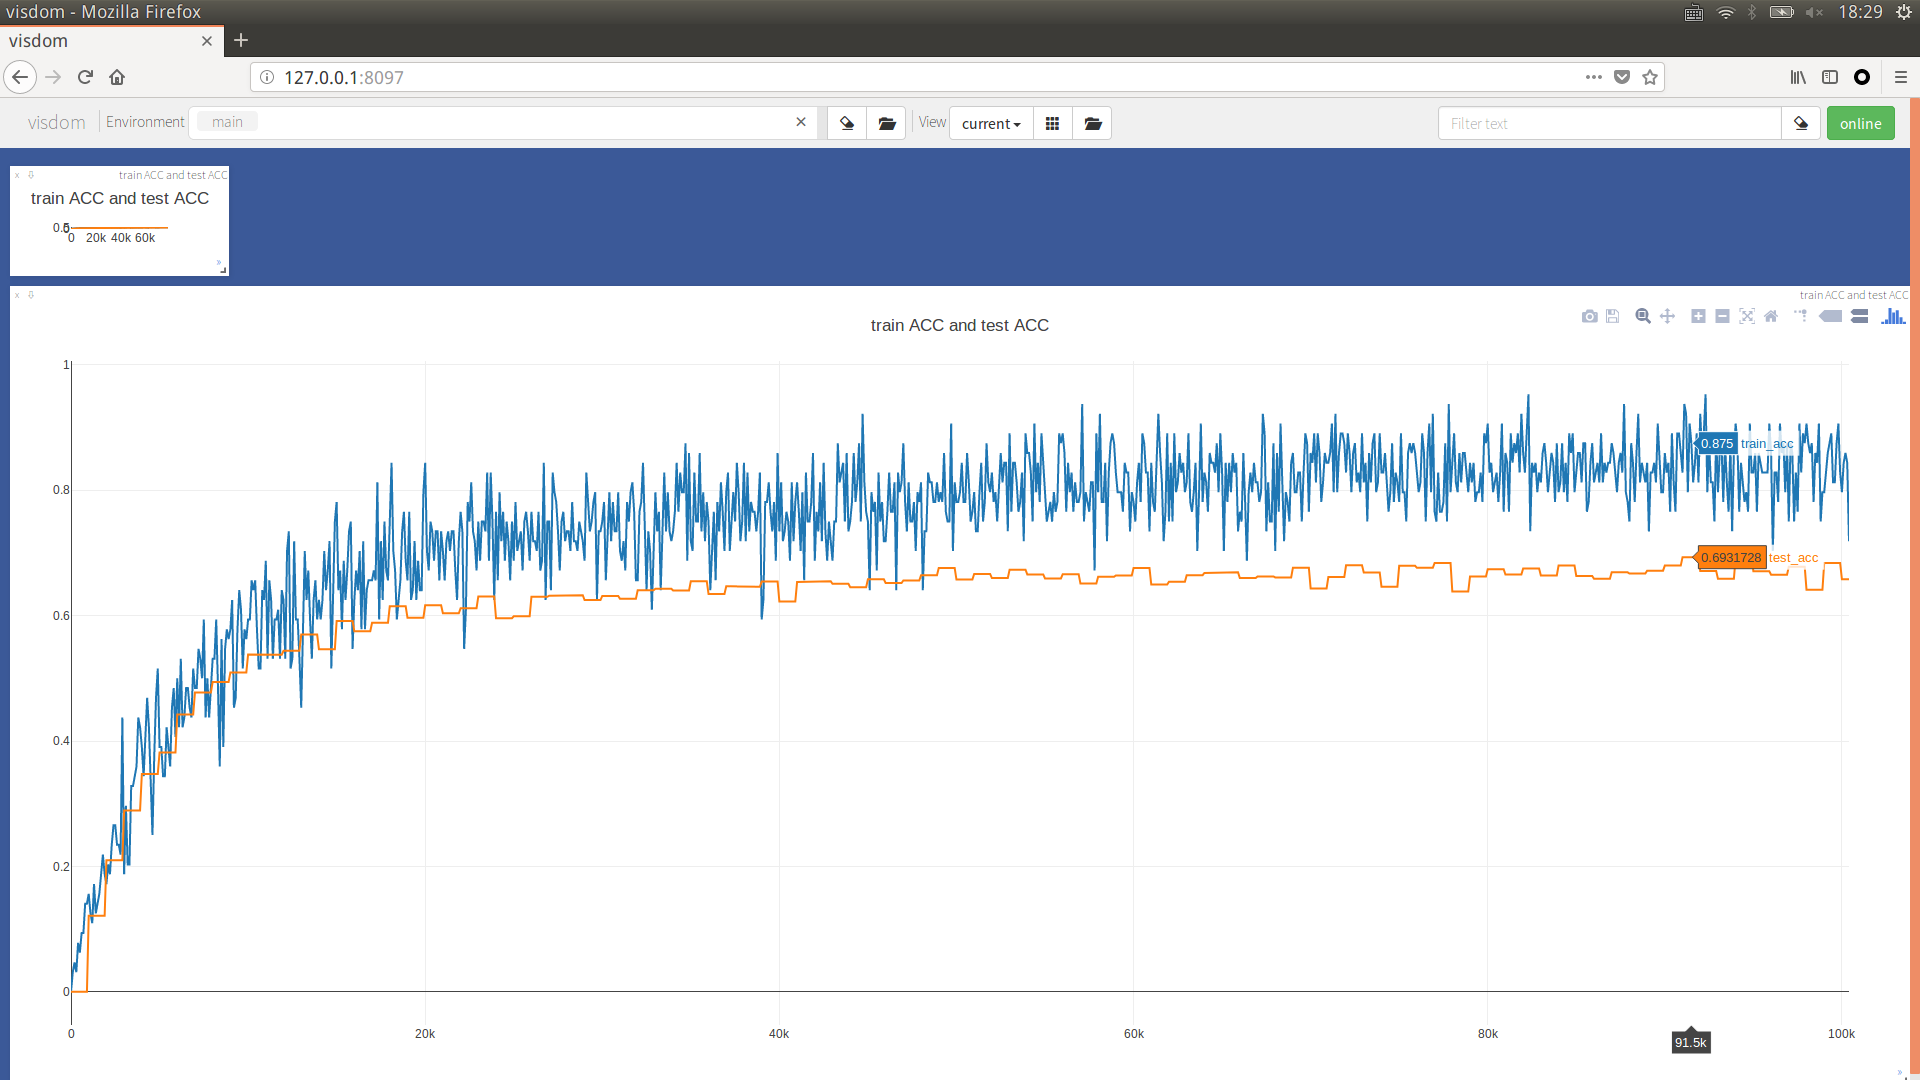 visdom - Mozilla Firefox
18:29
visdom
127.0.0.1:8097
visdom Environment main View current Filter text online
train ACC and test ACC
train ACC and test ACC
0 20k 40k 60k
train ACC and test ACC
train ACC and test ACC
1
0.8
0.6
0.4
0.2
0
0.875 train_acc
0.6931728 test_acc
0 20k 40k 60k 80k 100k
91.5k